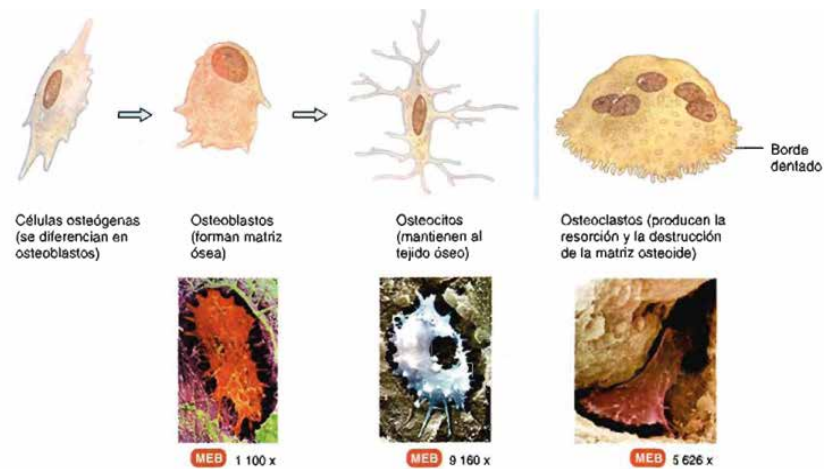 Borde
dentado
Células osteógenas
(se diferencian en
osteoblastos)
Osteoblastos
(forman matriz
ósea)
Osteocitos
(mantienen al
tejido óseo)
Osteoclastos (producen la
resorción y la destrucción
de la matriz osteoide)
MEB 1 100 x
MEB 9 160 x
MEB 5 626 x